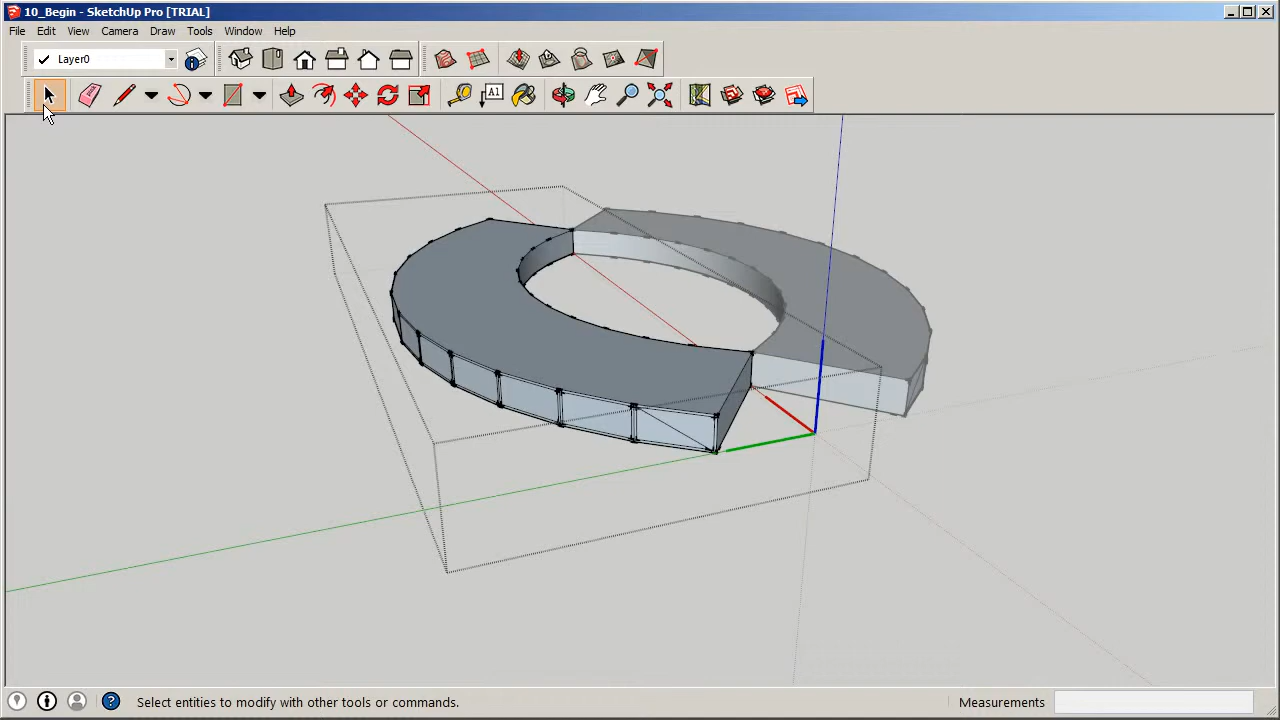 10_Begin - SketchUp Pro [TRIAL]
File Edit View Camera Draw Tools Window Help
Layer0
A1
Select entities to modify with other tools or commands.
Measurements